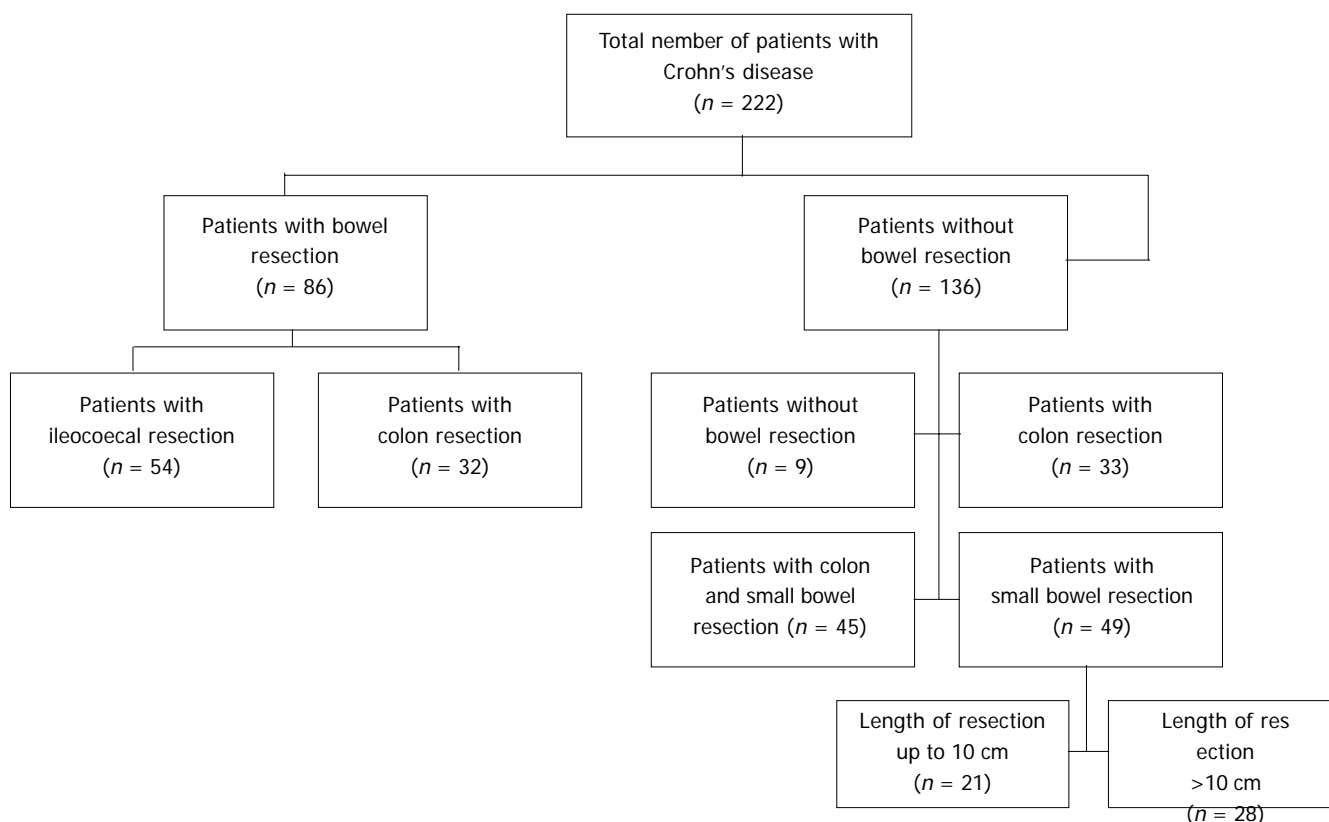 Total nember of patients with
Crohn's disease
(n = 222)
Patients with bowel
resection
(n = 86)
Patients without
bowel resection
(n = 136)
Patients with
ileocoecal resection
(n = 54)
Patients with
colon resection
(n = 32)
Patients without
bowel resection
(n = 9)
Patients with
colon resection
(n = 33)
Patients with colon
and small bowel
resection (n = 45)
Patients with
small bowel resection
(n = 49)
Length of resection
up to 10 cm
(n = 21)
Length of res
ection
>10 cm
(n = 28)